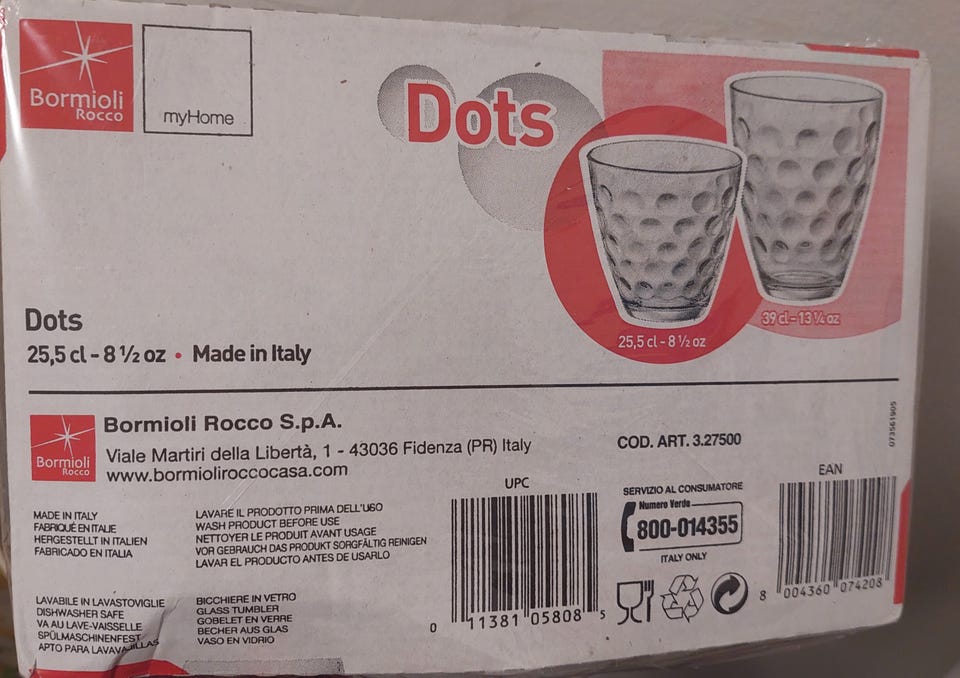 Bormioli
Rocco
myHome
Dots
39 cl - 13 ¼ oz
25,5 cl - 8 ½ oz
Dots
25,5 cl - 8 ½ oz • Made in Italy
Bormioli
Rocco
Bormioli Rocco S.p.A.
Viale Martiri della Libertà, 1 - 43036 Fidenza (PR) Italy
www.bormioliroccocasa.com
COD. ART. 3.27500
073561905
MADE IN ITALY
FABRIQUÉ EN ITALIE
HERGESTELLT IN ITALIEN
FABRICADO EN ITALIA
LAVARE IL PRODOTTO PRIMA DELL'USO
WASH PRODUCT BEFORE USE
NETTOYER LE PRODUIT AVANT USAGE
VOR GEBRAUCH DAS PRODUKT SORGFÄLTIG REINIGEN
LAVAR EL PRODUCTO ANTES DE USARLO
LAVABILE IN LAVASTOVIGLIE
DISHWASHER SAFE
VA AU LAVE-VAISSELLE
SPÜLMASCHINENFEST
APTO PARA LAVAVAJILLAS
BICCHIERE IN VETRO
GLASS TUMBLER
GOBELET EN VERRE
BECHER AUS GLAS
VASO EN VIDRIO
UPC
0 11381 05808 5
SERVIZIO AL CONSUMATORE
Numero Verde
800-014355
ITALY ONLY
EAN
8 004360 074208